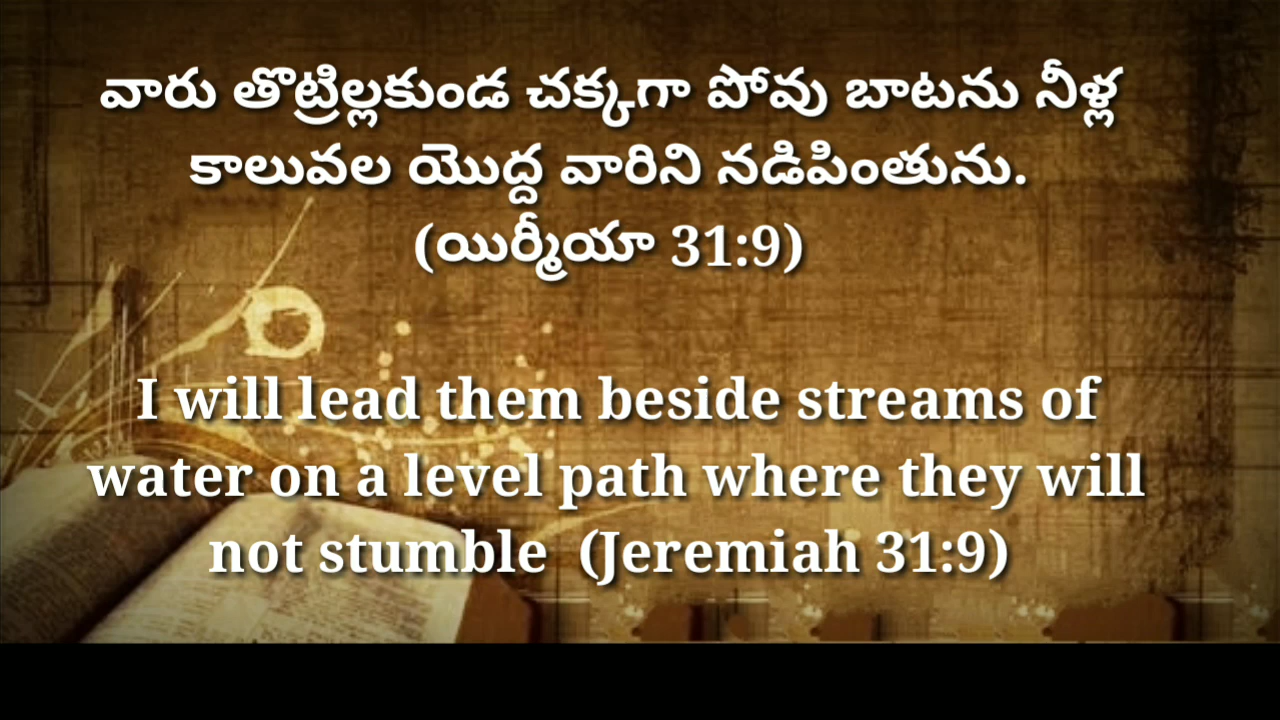 వారు తొట్రిల్లకుండ చక్కగా పోవు బాటను నీళ్ల
కాలువల యొద్ద వారిని నడిపింతును.
(యిర్మీయా 31:9)
I will lead them beside streams of
water on a level path where they will
not stumble (Jeremiah 31:9)